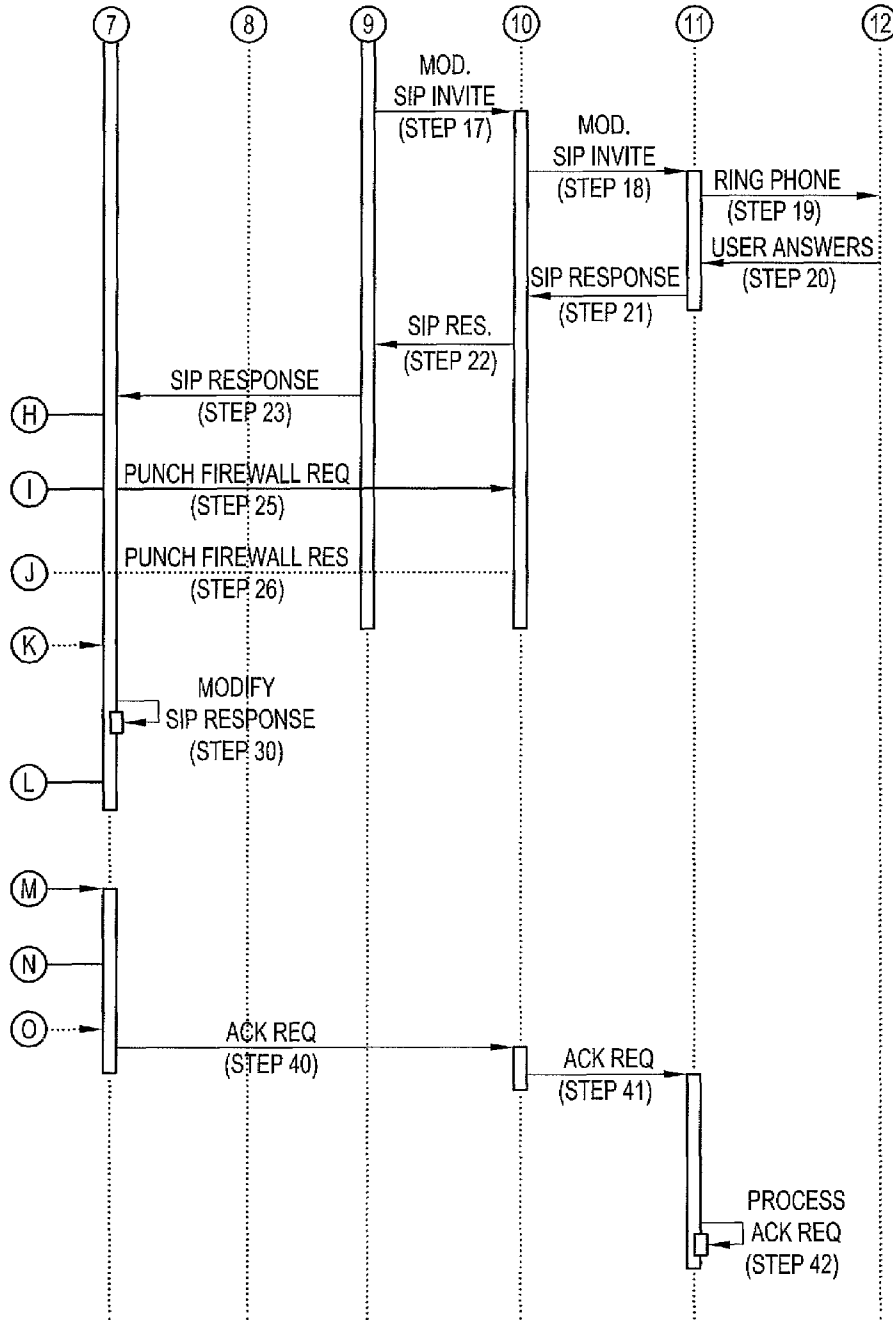 7 8 9 10 11 12
MOD.
SIP INVITE
(STEP 17)
MOD.
SIP INVITE
(STEP 18)
RING PHONE
(STEP 19)
USER ANSWERS
(STEP 20)
SIP RESPONSE
(STEP 21)
SIP RES.
(STEP 22)
SIP RESPONSE
(STEP 23)
H
I
PUNCH FIREWALL REQ
(STEP 25)
J
PUNCH FIREWALL RES
(STEP 26)
K
MODIFY
SIP RESPONSE
(STEP 30)
L
M
N
O
ACK REQ
(STEP 40)
ACK REQ
(STEP 41)
PROCESS
ACK REQ
(STEP 42)